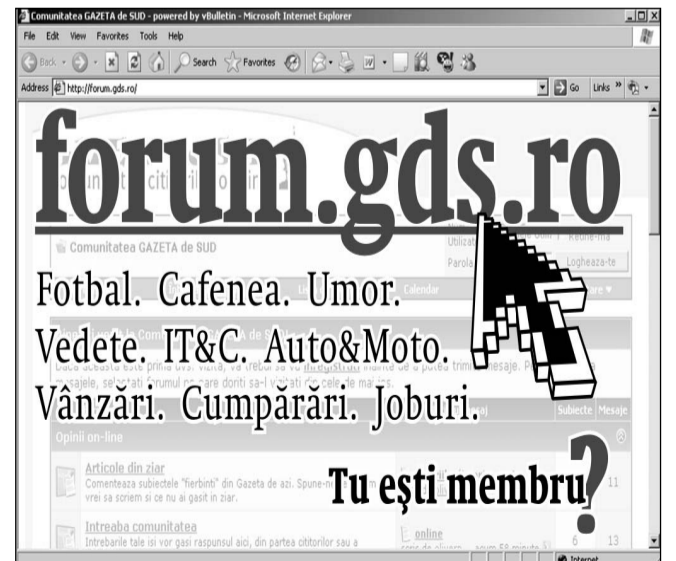 Comunitatea GAZETA de SUD - powered by vBulletin - Microsoft Internet Explorer
File Edit View Favorites Tools Help
Back Search Favorites
Address http://forum.gds.ro/ Go Links »
forum.gds.ro
Comunitatea GAZETA de SUD
Parola Logheaza-te
Calendar
Fotbal. Cafenea. Umor.
Vedete. IT&C. Auto&Moto.
Vânzări. Cumpărări. Joburi.
Subiecte Mesaje
Opinii on-line
Articole din ziar
Comenteaza subiectele "fierbinti" din Gazeta de azi.
vrei sa scriem si ce nu ai gasit in ziar.
11
Tu ești membru?
Intreaba comunitatea
Intrebarile tale isi vor gasi raspunsul aici, din partea cititorilor sau a
online
6 13
Internet